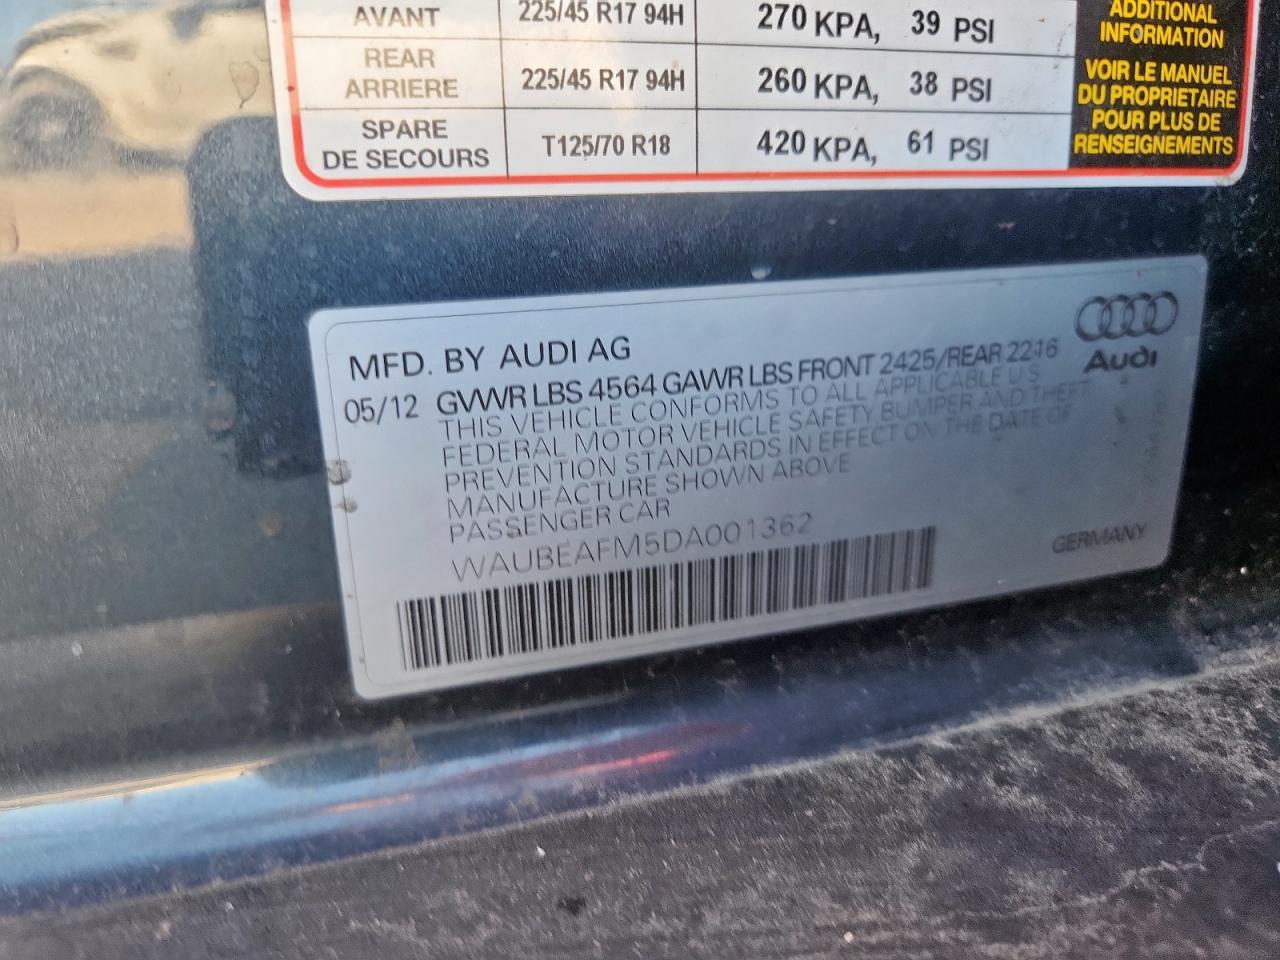 AVANT 225/45 R17 94H 270 KPA, 39 PSI
REAR
ARRIERE 225/45 R17 94H 260 KPA, 38 PSI
SPARE
DE SECOURS T125/70 R18 420 KPA, 61 PSI
ADDITIONAL
INFORMATION
VOIR LE MANUEL
DU PROPRIETAIRE
POUR PLUS DE
RENSEIGNEMENTS
MFD. BY AUDI AG
05/12 GVWR LBS 4564 GAWR LBS FRONT 2425/REAR 2216
THIS VEHICLE CONFORMS TO ALL APPLICABLE U S
FEDERAL MOTOR VEHICLE SAFETY BUMPER AND THEFT
PREVENTION STANDARDS IN EFFECT ON THE DATE OF
MANUFACTURE SHOWN ABOVE
PASSENGER CAR
WAUBEAFM5DA001362
Audi
GERMANY